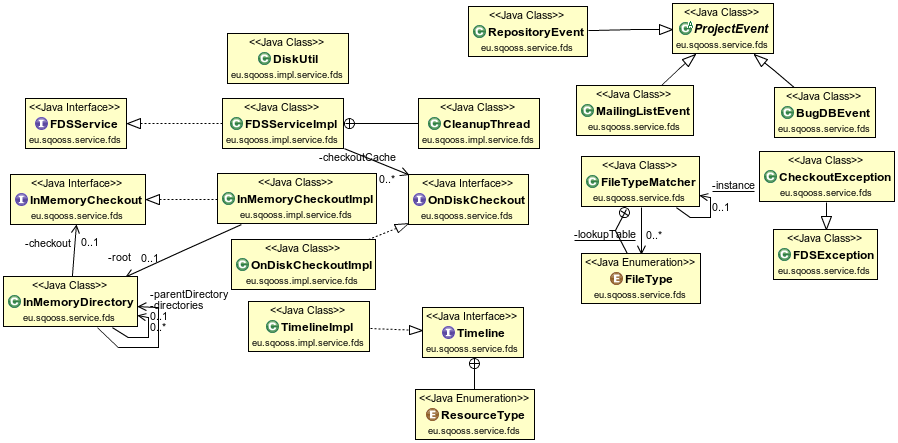 <<Java Class>>
RepositoryEvent
eu.sqooss.service.fds
<<Java Class>>
ProjectEvent
eu.sqooss.service.fds
<<Java Class>>
DiskUtil
eu.sqooss.impl.service.fds
<<Java Class>>
MailingListEvent
eu.sqooss.service.fds
<<Java Class>>
BugDBEvent
eu.sqooss.service.fds
<<Java Interface>>
FDSService
eu.sqooss.service.fds
<<Java Class>>
FDSServiceImpl
eu.sqooss.impl.service.fds
<<Java Class>>
CleanupThread
eu.sqooss.impl.service.fds
-checkoutCache
0..*
<<Java Class>>
FileTypeMatcher
eu.sqooss.service.fds
-instance
0..1
<<Java Class>>
CheckoutException
eu.sqooss.service.fds
<<Java Interface>>
InMemoryCheckout
eu.sqooss.service.fds
<<Java Class>>
InMemoryCheckoutImpl
eu.sqooss.impl.service.fds
<<Java Interface>>
OnDiskCheckout
eu.sqooss.service.fds
-checkout
0..1
-root
0..1
<<Java Class>>
OnDiskCheckoutImpl
eu.sqooss.impl.service.fds
-lookupTable
0..*
<<Java Enumeration>>
FileType
eu.sqooss.service.fds
<<Java Class>>
FDSException
eu.sqooss.service.fds
<<Java Class>>
InMemoryDirectory
eu.sqooss.service.fds
-parentDirectory
-directories
0..1
0..*
<<Java Class>>
TimelineImpl
eu.sqooss.impl.service.fds
<<Java Interface>>
Timeline
eu.sqooss.service.fds
<<Java Enumeration>>
ResourceType
eu.sqooss.service.fds